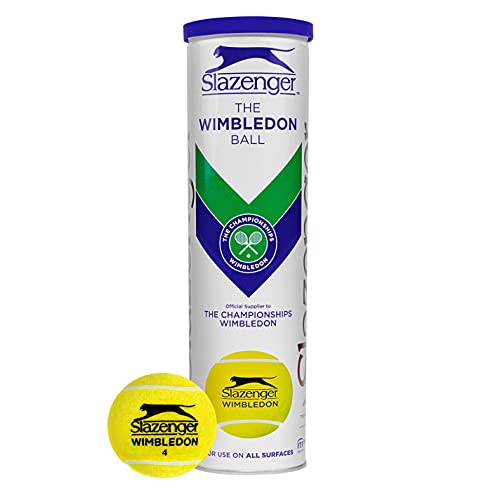 Slazenger
THE
WIMBLEDON
BALL
THE CHAMPIONSHIPS
WIMBLEDON
Official Supplier to
THE CHAMPIONSHIPS
WIMBLEDON
Slazenger
WIMBLEDON
USE ON ALL SURFACES
Slazenger
WIMBLEDON
4